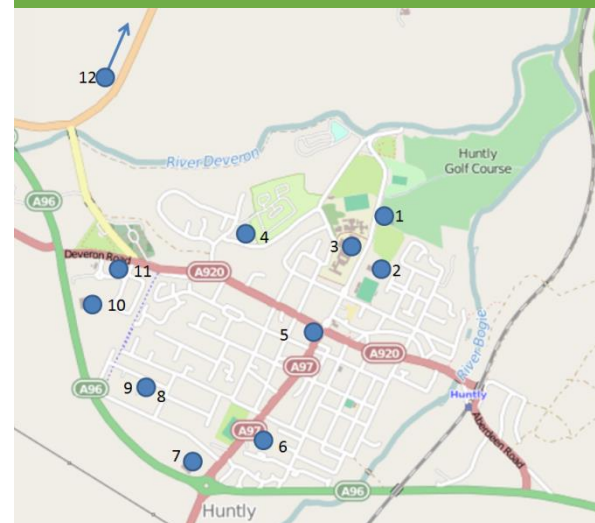 12
River Deveron
Huntly
Golf Course
A96
1
4
3
Deveron Road
11
A920
2
10
5
River Bogie
A97
A920
A96
9
8
Huntly
Aberdeen Road
A97
6
7
A96
Huntly